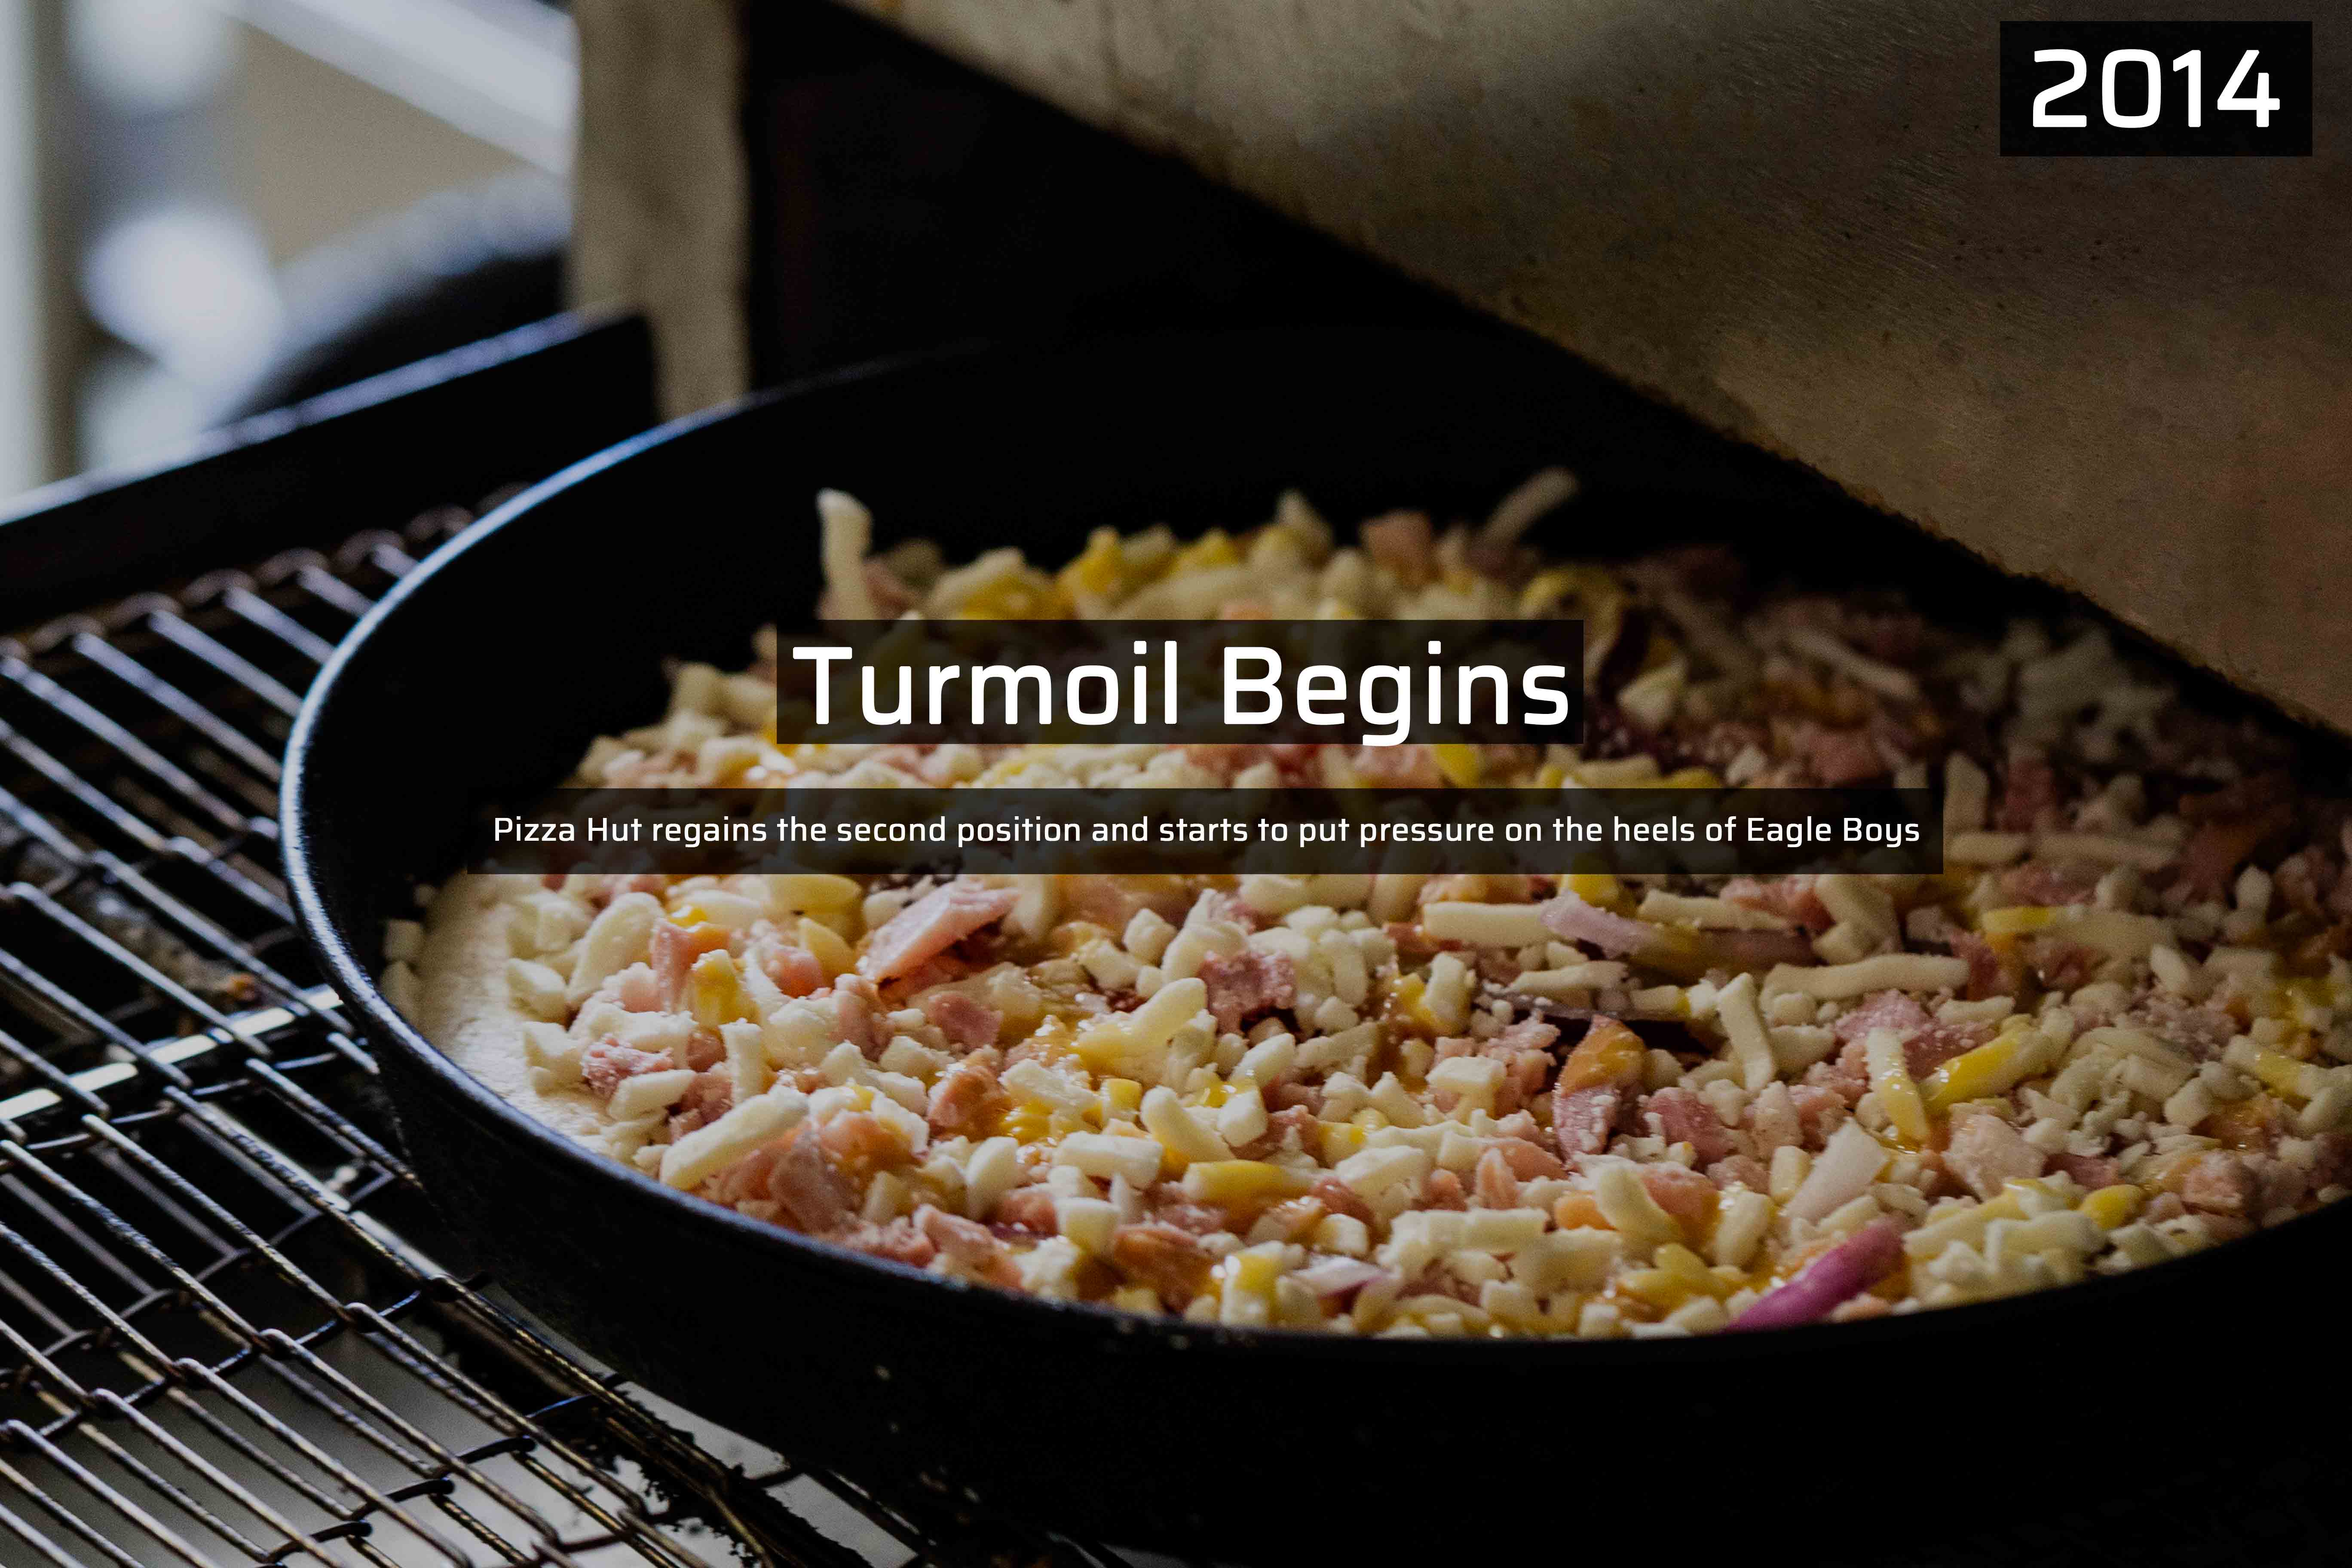 2014
Turmoil Begins
Pizza Hut regains the second position and starts to put pressure on the heels of Eagle Boys